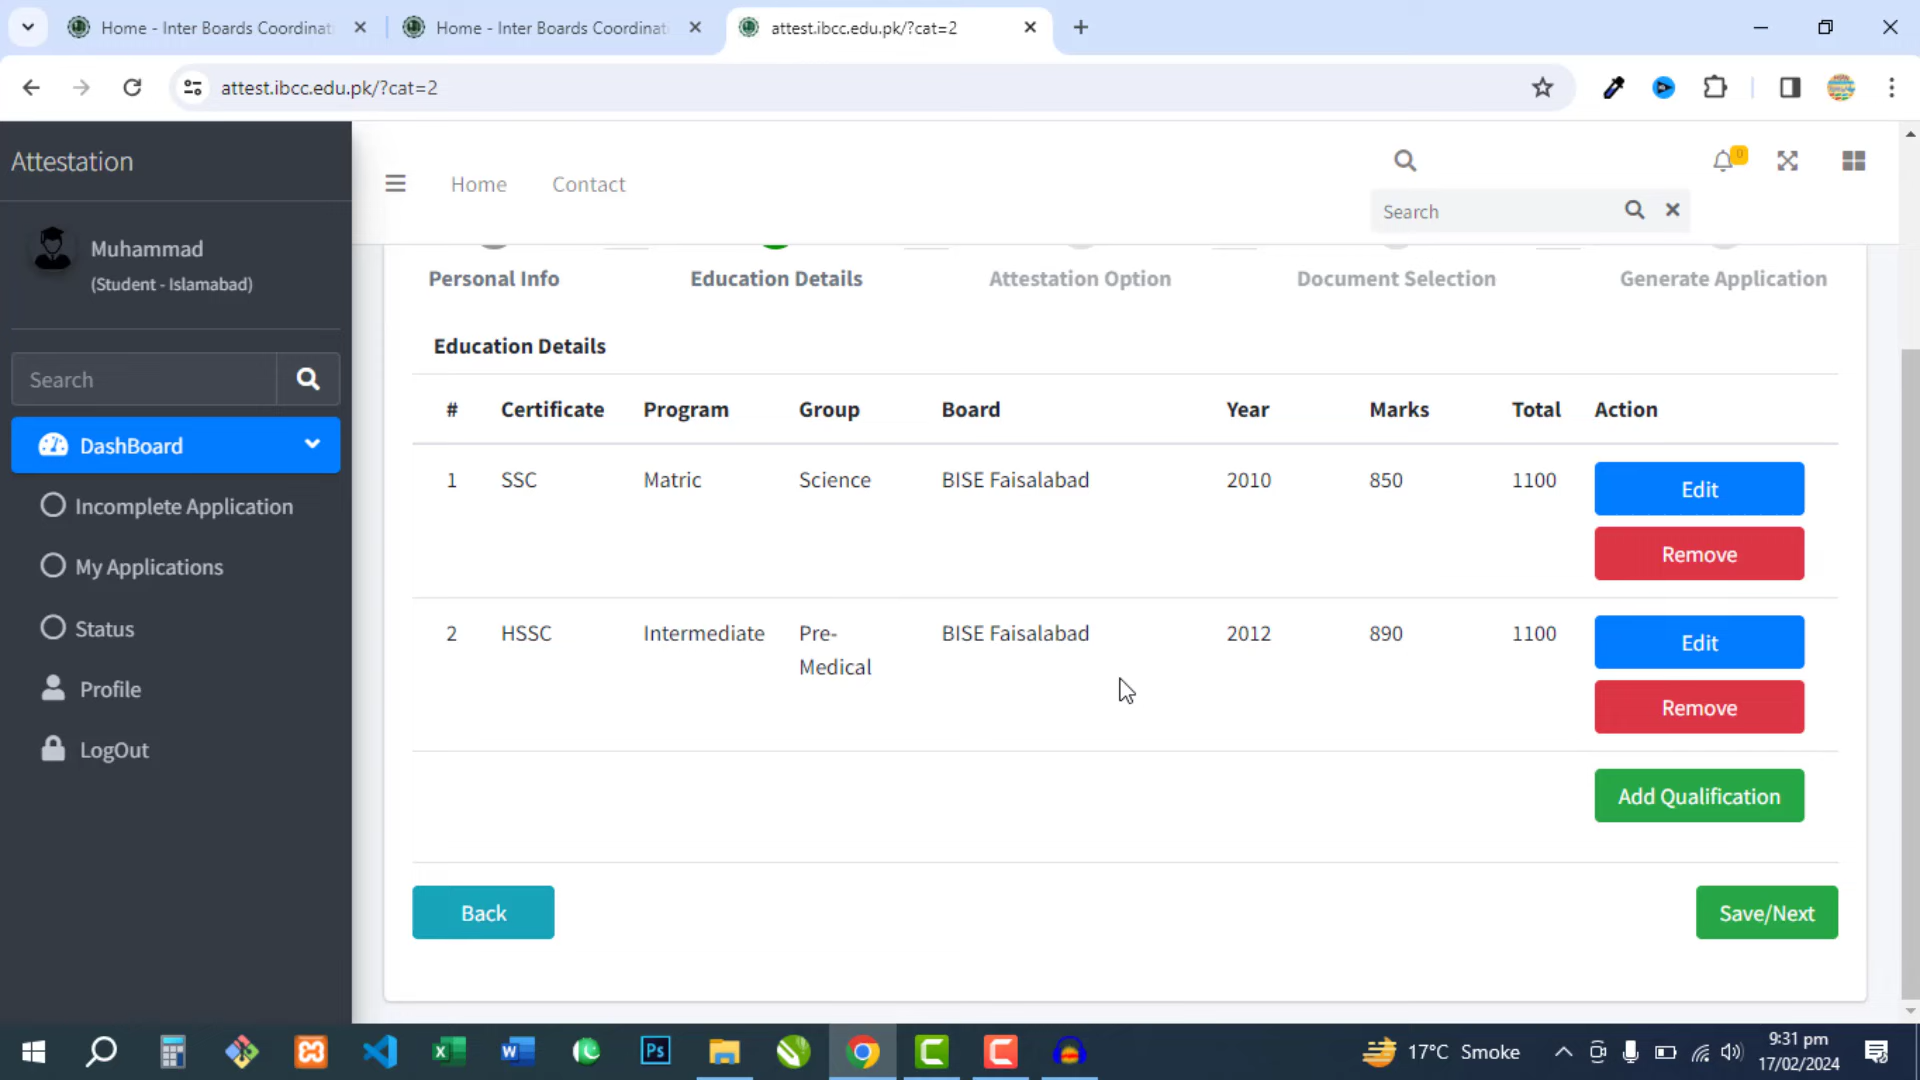 Home - Inter Boards Coordinat
Home - Inter Boards Coordinat
attest.ibcc.edu.pk/?cat=2
attest.ibcc.edu.pk/?cat=2
Attestation
Muhammad
(Student - Islamabad)
Search
DashBoard
Incomplete Application
My Applications
Status
Profile
LogOut
Home
Contact
0
Search
Personal Info
Education Details
Attestation Option
Document Selection
Generate Application
Education Details
# Certificate Program Group Board Year Marks Total Action
1 SSC Matric Science BISE Faisalabad 2010 850 1100 Edit
Remove
2 HSSC Intermediate Pre-Medical BISE Faisalabad 2012 890 1100 Edit
Remove
Add Qualification
Back
Save/Next
Ps
17°C Smoke
9:31 pm
17/02/2024